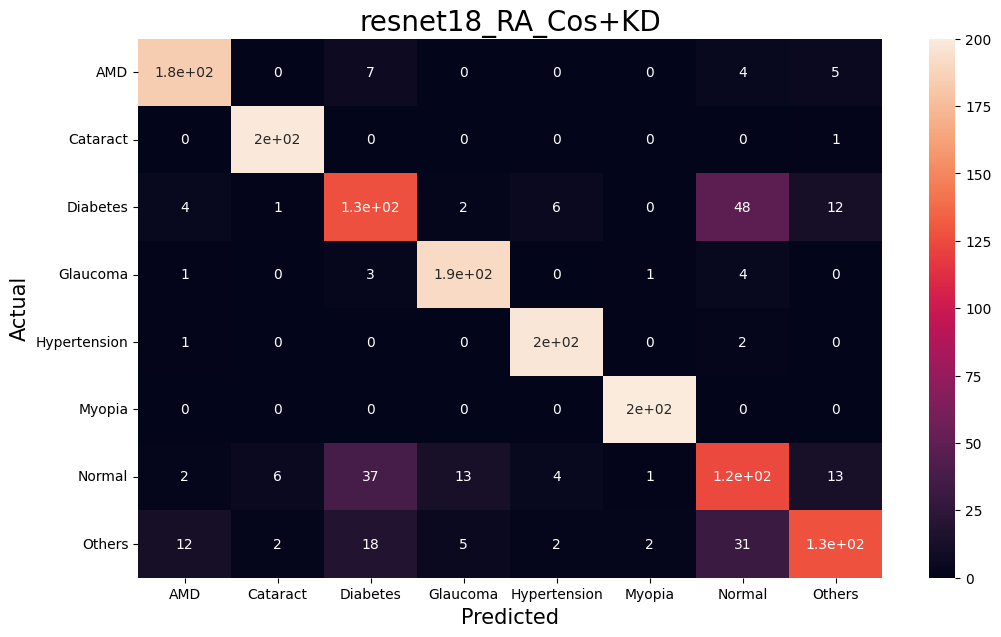 resnet18_RA_Cos+KD
AMD 1.8e+02 0 7 0 0 0 4 5
Cataract 0 2e+02 0 0 0 0 0 1
Diabetes 4 1 1.3e+02 2 6 0 48 12
Glaucoma 1 0 3 1.9e+02 0 1 4 0
Hypertension 1 0 0 0 2e+02 0 2 0
Myopia 0 0 0 0 0 2e+02 0 0
Normal 2 6 37 13 4 1 1.2e+02 13
Others 12 2 18 5 2 2 31 1.3e+02
AMD Cataract Diabetes Glaucoma Hypertension Myopia Normal Others
Predicted
Actual
200
175
150
125
100
75
50
25
0